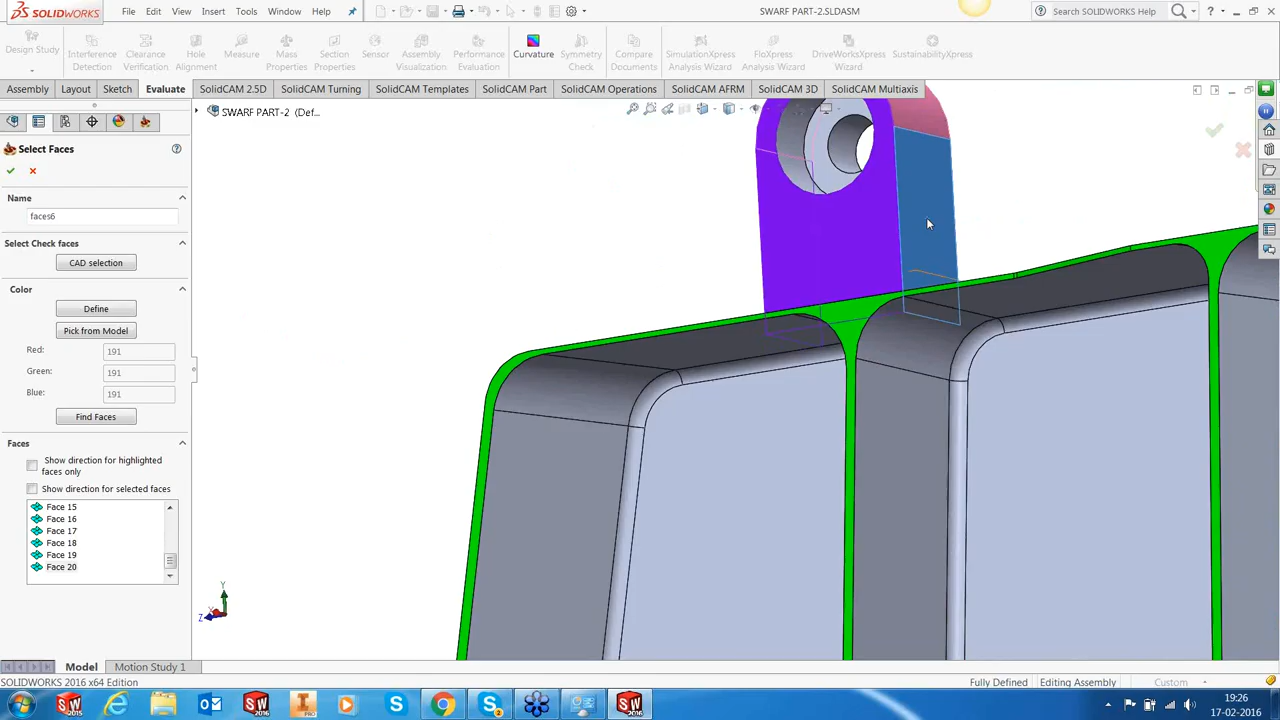 SOLIDWORKS File Edit View Insert Tools Window Help SWARF PART-2.SLDASM Search SOLIDWORKS Help
Design Study Interference Detection Clearance Verification Hole Alignment Measure Mass Properties Section Properties Sensor Assembly Visualization Performance Evaluation Curvature Symmetry Check Compare Documents SimulationXpress Analysis Wizard FloXpress Analysis Wizard DriveWorksXpress Wizard SustainabilityXpress
Assembly Layout Sketch Evaluate SolidCAM 2.5D SolidCAM Turning SolidCAM Templates SolidCAM Part SolidCAM Operations SolidCAM AFRM SolidCAM 3D SolidCAM Multiaxis
SWARF PART-2 (Def...
Select Faces
Name
faces6
Select Check faces
CAD selection
Color
Define
Pick from Model
Red: 191
Green: 191
Blue: 191
Find Faces
Faces
Show direction for highlighted
faces only
Show direction for selected faces
Face 15
Face 16
Face 17
Face 18
Face 19
Face 20
Y
X
Z
Model Motion Study 1
SOLIDWORKS 2016 x64 Edition Fully Defined Editing Assembly Custom
19:26
17-02-2016